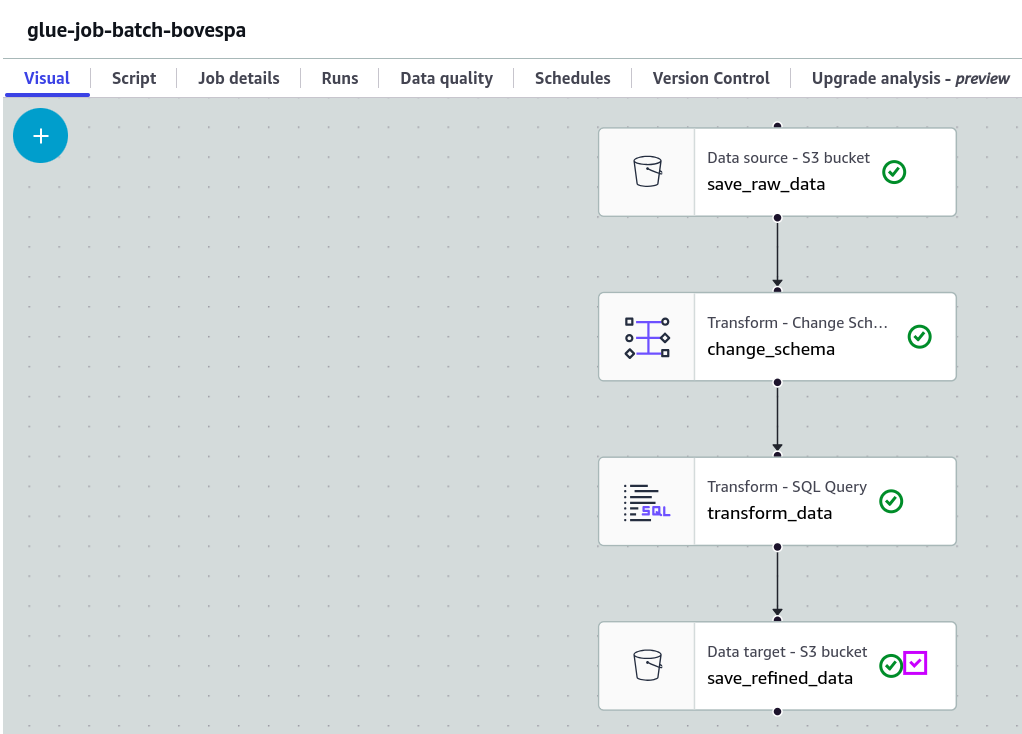 glue-job-batch-bovespa
Visual
Script
Job details
Runs
Data quality
Schedules
Version Control
Upgrade analysis - preview
Data source - S3 bucket
save_raw_data
Transform - Change Sch...
change_schema
Transform - SQL Query
transform_data
SQL
Data target - S3 bucket
save_refined_data